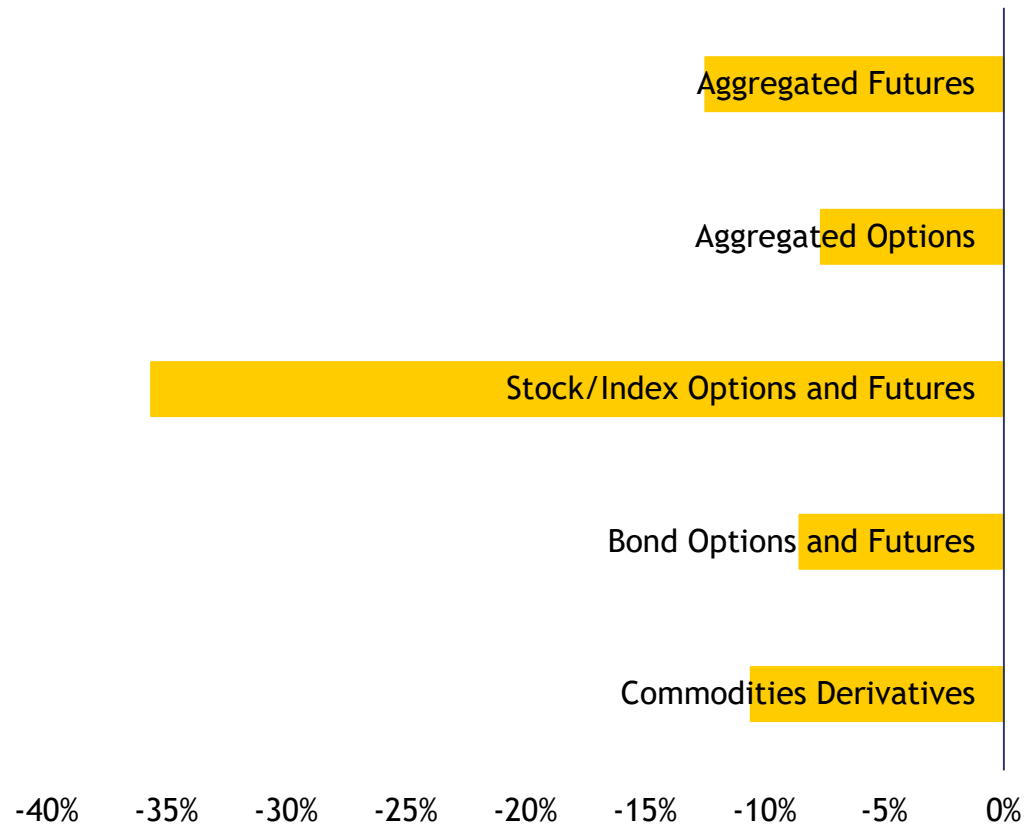 Aggregated Futures
Aggregated Options
Stock/Index Options and Futures
Bond Options and Futures
Commodities Derivatives
-40% -35% -30% -25% -20% -15% -10% -5% 0%